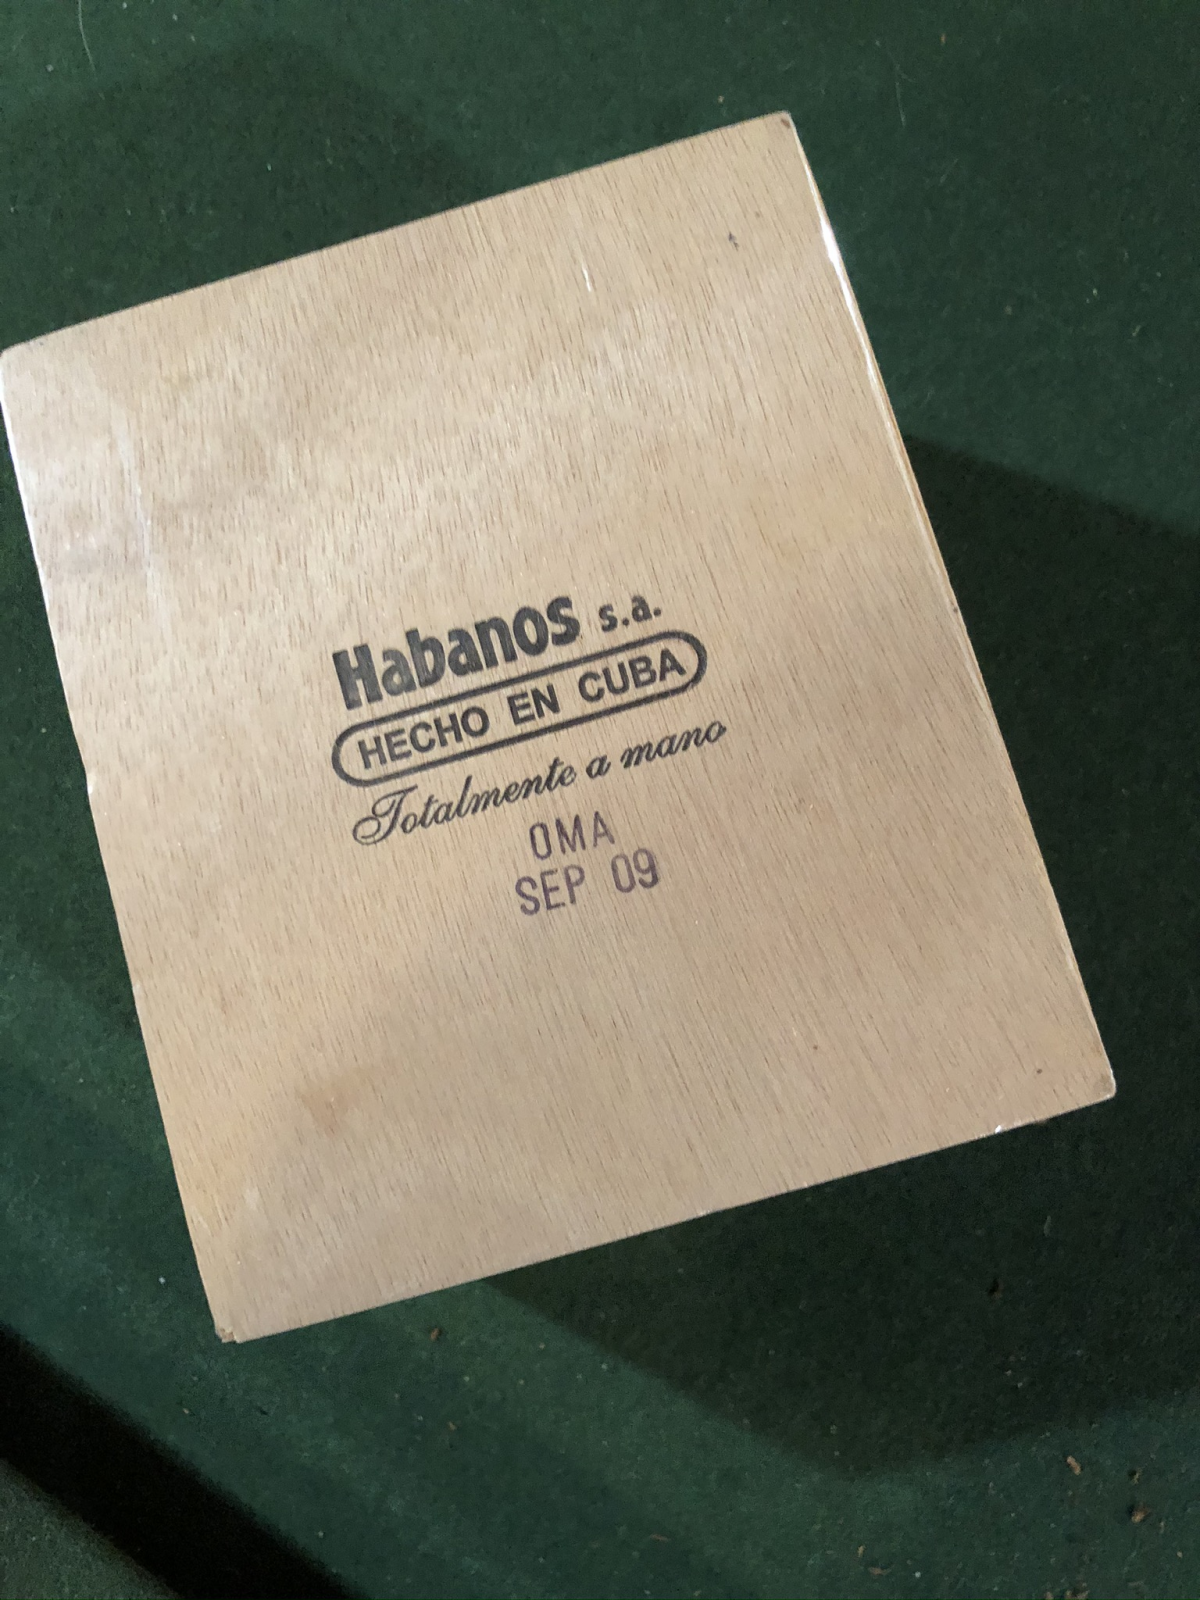 Habanos s.a.
HECHO EN CUBA
Totalmente a mano
OMA
SEP 09